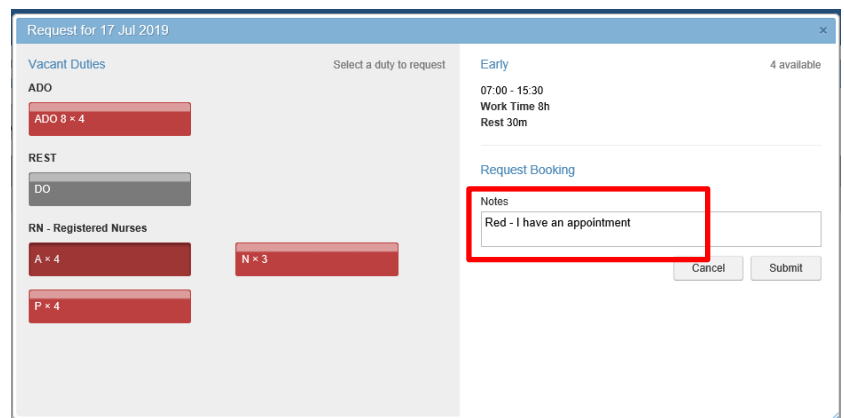 Request for 17 Jul 2019 ×
Vacant Duties Select a duty to request
ADO
ADO 8 × 4
REST
DO
RN - Registered Nurses
A × 4 N × 3
P × 4
Early 4 available
07:00 - 15:30
Work Time 8h
Rest 30m
Request Booking
Notes
Red - I have an appointment
Cancel Submit